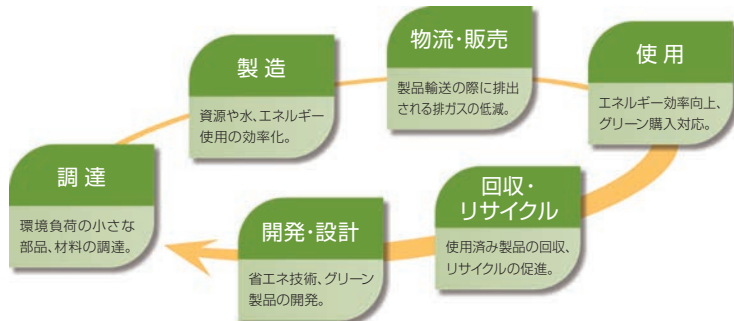 物流・販売
製品輸送の際に排出
される排ガスの低減。
使用
エネルギー効率向上、
グリーン購入対応。
製造
資源や水、エネルギー
使用の効率化。
調達
環境負荷の小さな
部品、材料の調達。
回収・
リサイクル
使用済み製品の回収、
リサイクルの促進。
開発・設計
省エネ技術、グリーン
製品の開発。